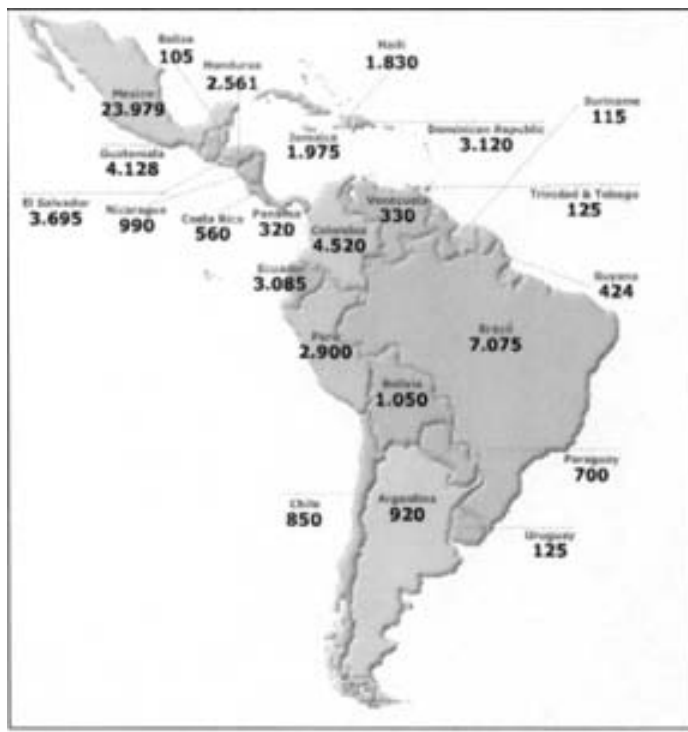 Belize
105
Honduras
2.561
Haiti
1.830
Mexico
23.979
Suriname
115
Jamaica
1.975
Dominican Republic
3.120
Guatemala
4.128
El Salvador
3.695
Nicaragua
990
Costa Rica
560
Panama
320
Venezuela
330
Trinidad & Tobago
125
Colombia
4.520
Ecuador
3.085
Guyana
424
Peru
2.900
Brazil
7.075
Bolivia
1.050
Paraguay
700
Chile
850
Argentina
920
Uruguay
125